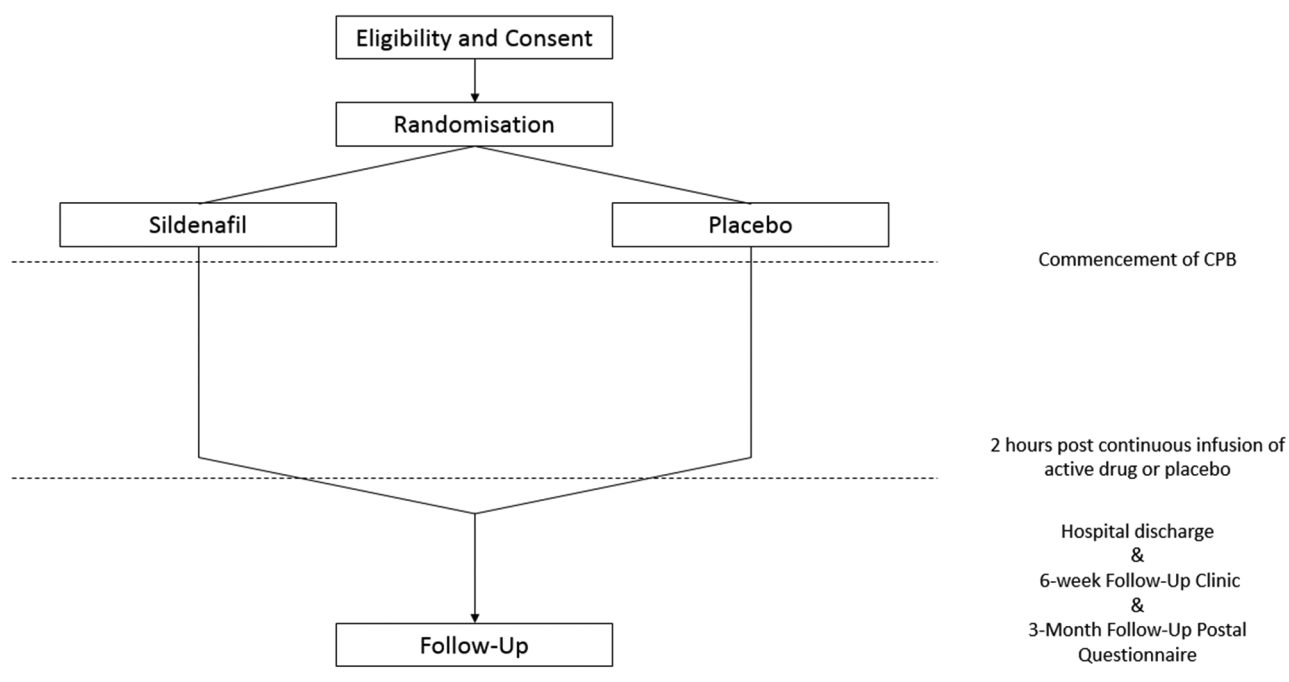 Eligibility and Consent
Randomisation
Sildenafil
Placebo
Commencement of CPB
2 hours post continuous infusion of
active drug or placebo
Hospital discharge
&
6-week Follow-Up Clinic
&
3-Month Follow-Up Postal
Questionnaire
Follow-Up